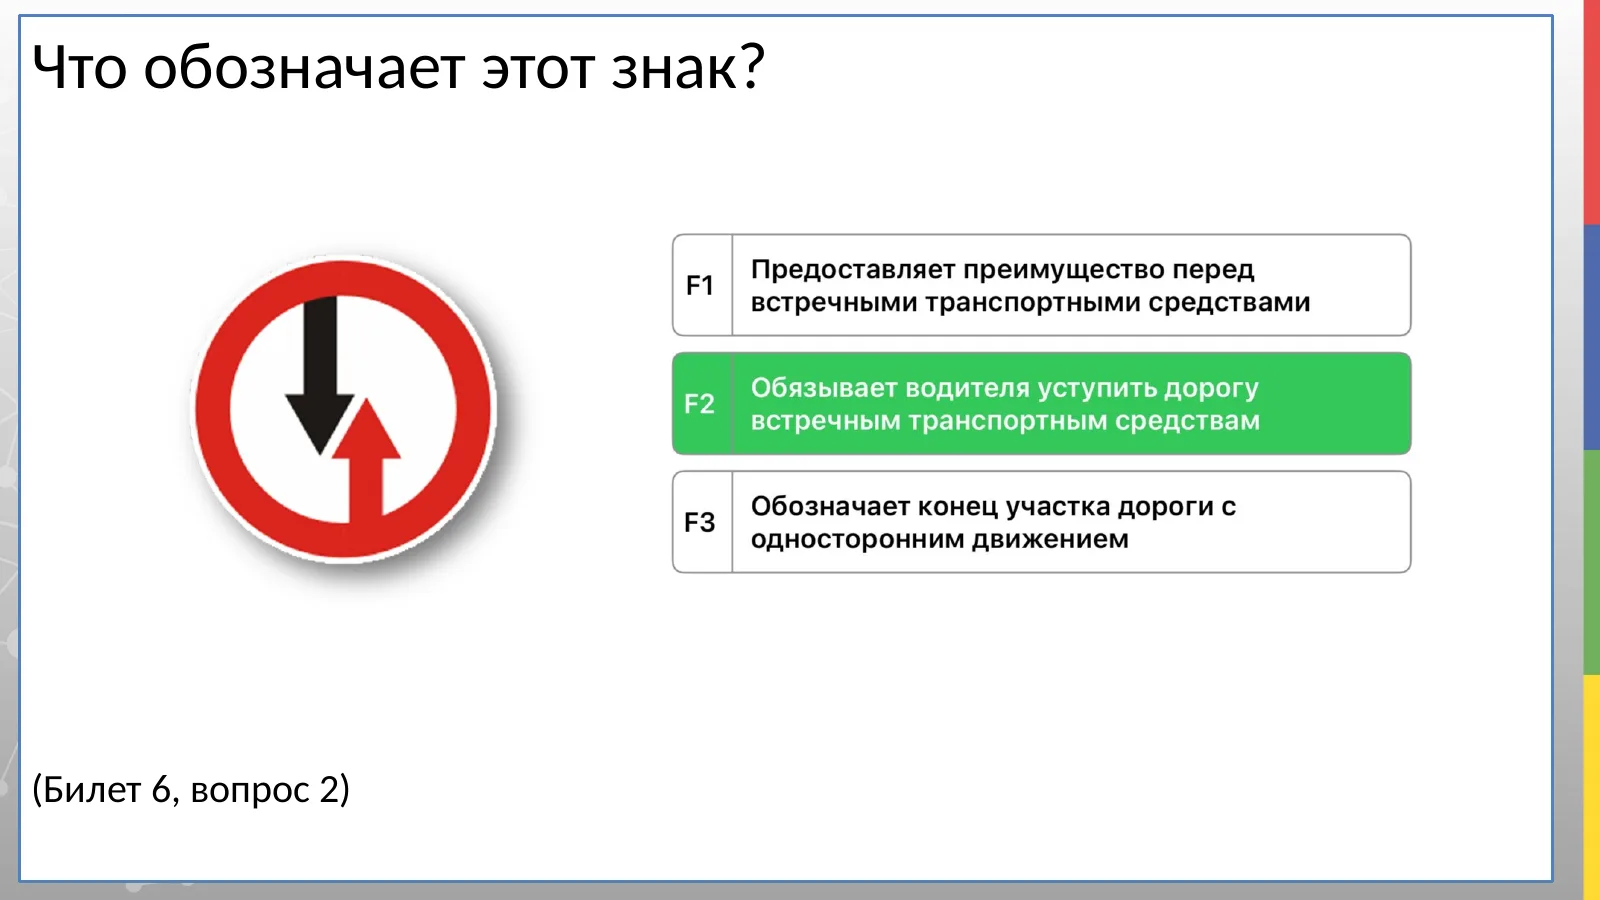 Что обозначает этот знак?
F1
Предоставляет преимущество перед
встречными транспортными средствами
F2
Обязывает водителя уступить дорогу
встречным транспортным средствам
F3
Обозначает конец участка дороги с
односторонним движением
(Билет 6, вопрос 2)